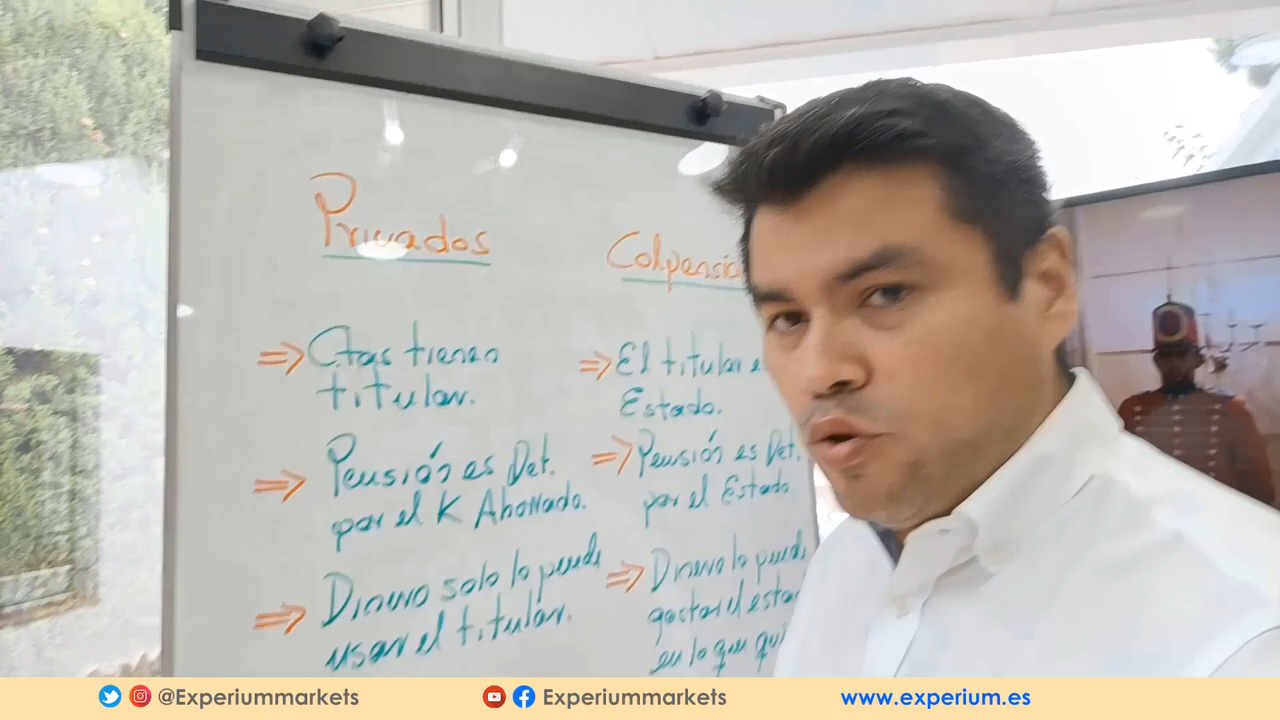 Privados
⇒ Ctas tienen
titular.
⇒ Pensión es Det.
por el K Ahorrado.
⇒ Dinero solo lo puede
usar el titular.
Colpensio
⇒ El titular e
Estado.
⇒ Pensión es Det.
por el Estado
⇒ Dinero lo puede
gastar el esta
en lo que qui
@Experiummarkets
Experiummarkets
www.experium.es